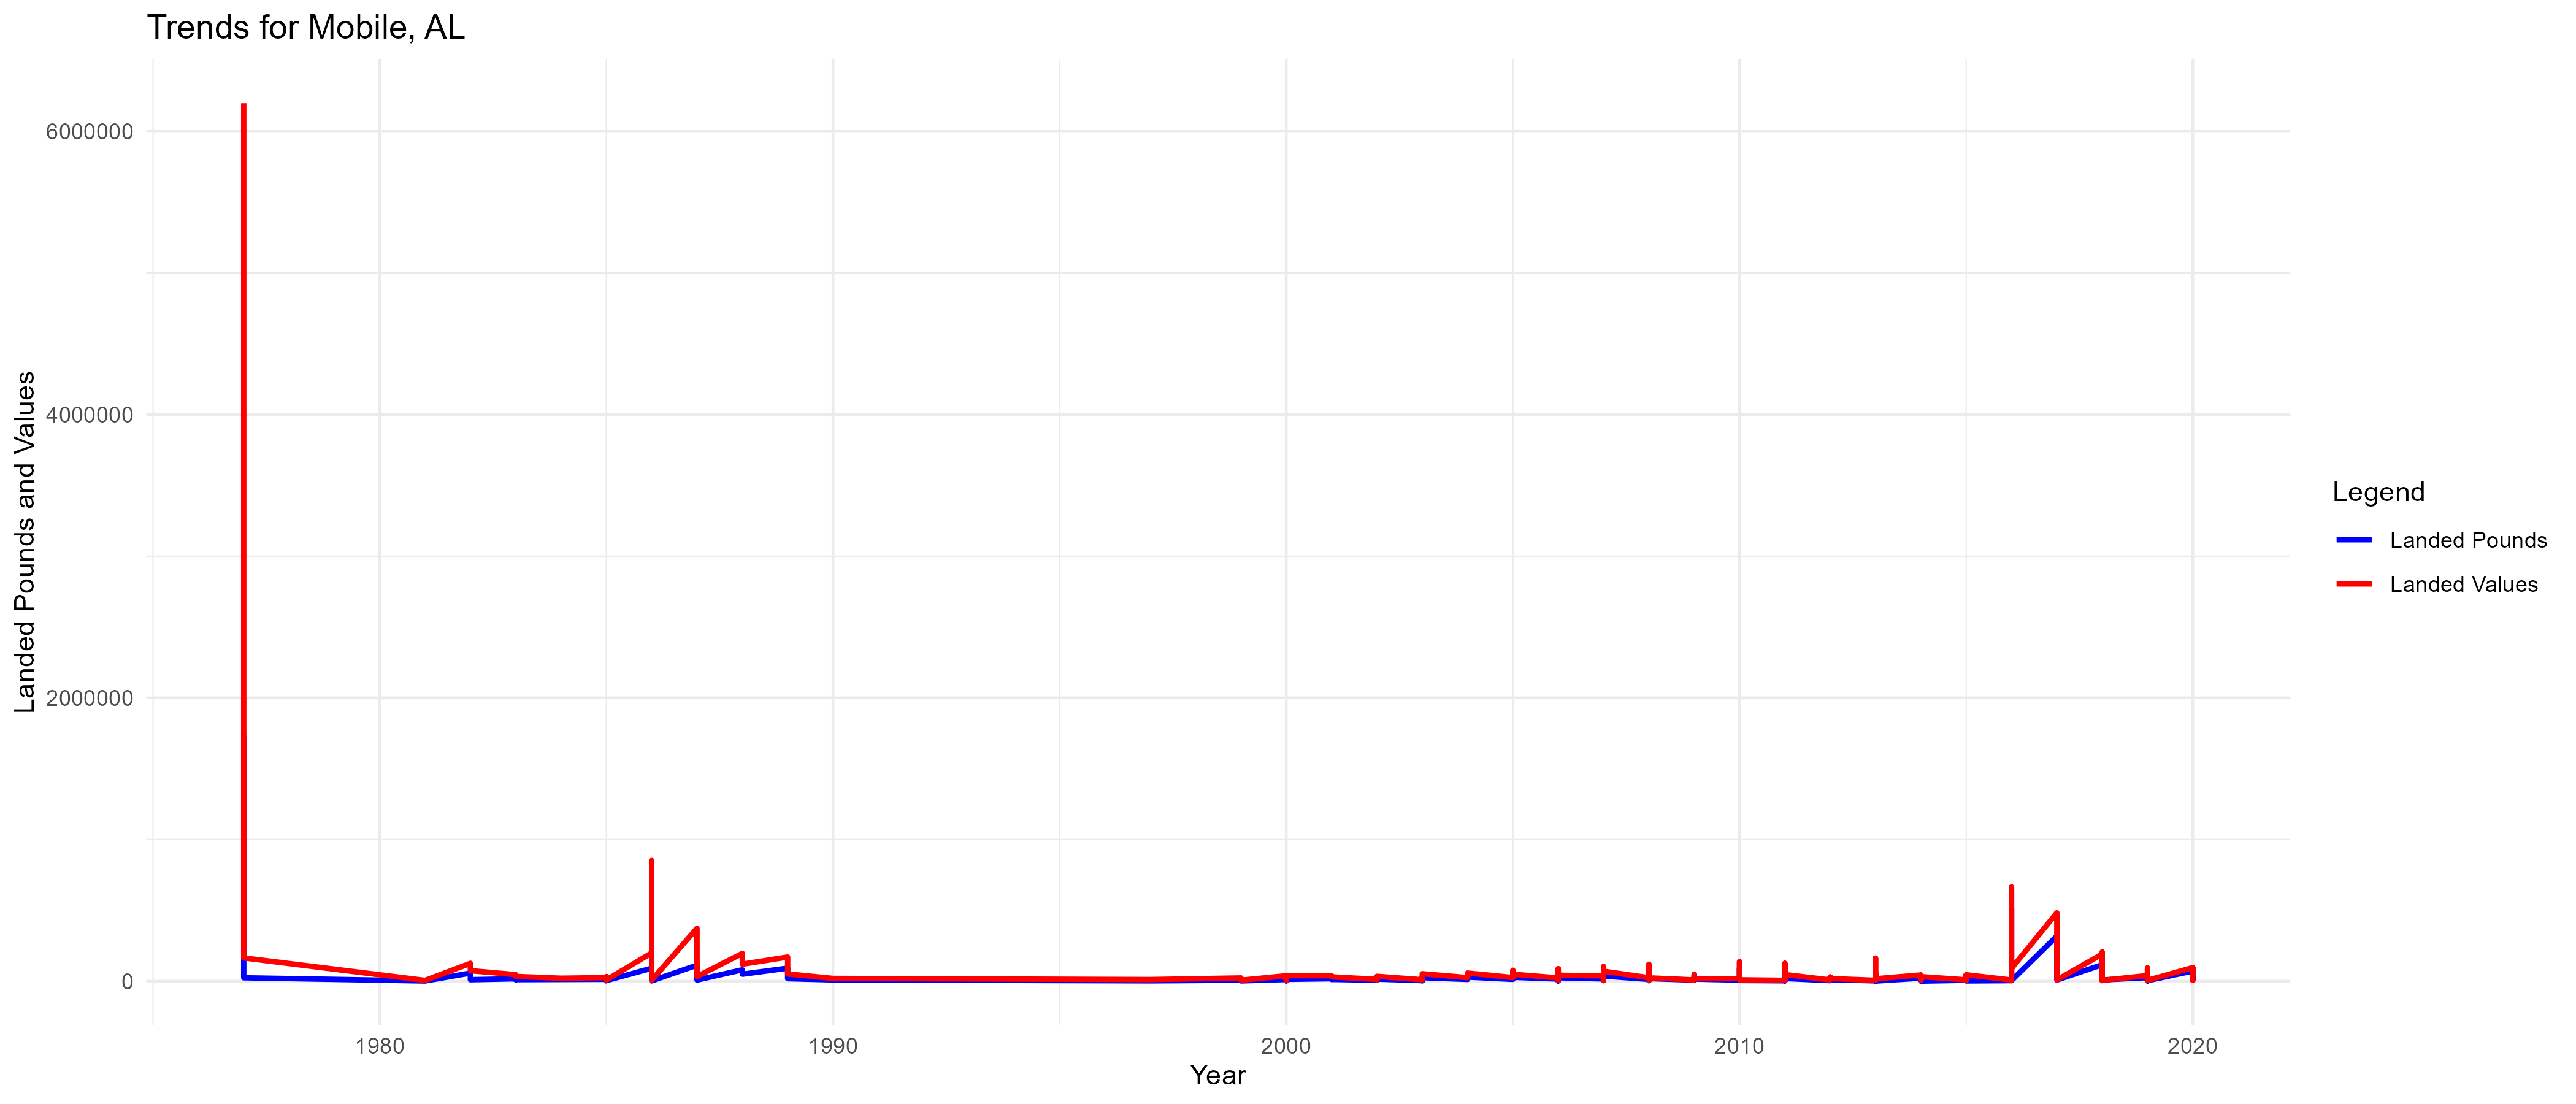 Trends for Mobile, AL
Landed Pounds and Values
6000000
4000000
2000000
0
1980
1990
2000
2010
2020
Year
Legend
Landed Pounds
Landed Values